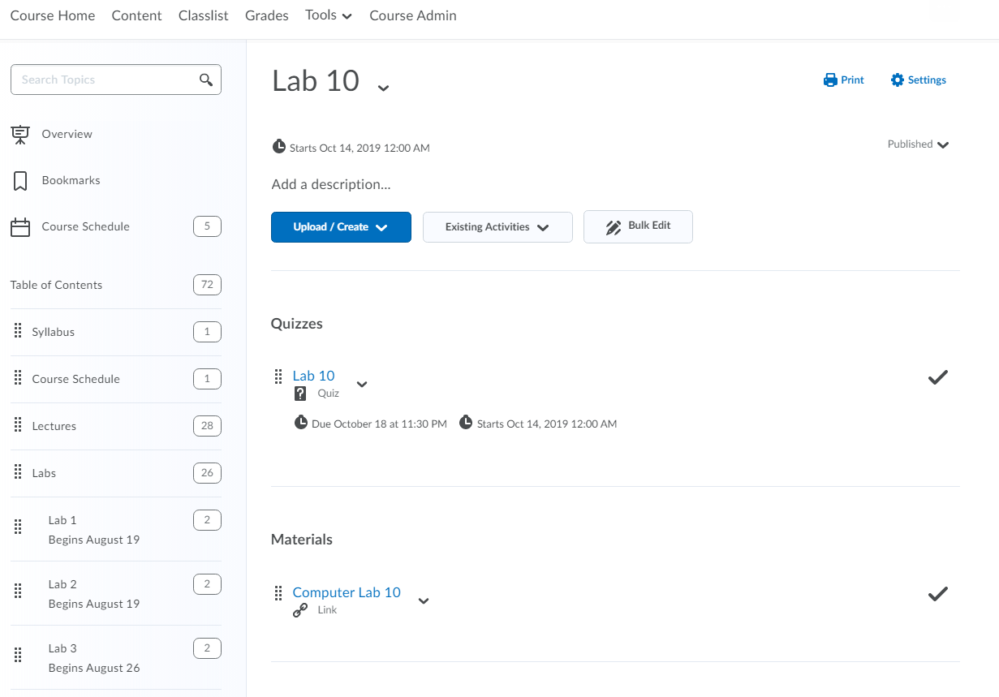 Course Home Content Classlist Grades Tools Course Admin
Search Topics
Overview
Bookmarks
Course Schedule 5
Table of Contents 72
Syllabus 1
Course Schedule 1
Lectures 28
Labs 26
Lab 1 2
Begins August 19
Lab 2 2
Begins August 19
Lab 3 2
Begins August 26
Lab 10
Print Settings
Starts Oct 14, 2019 12:00 AM
Published
Add a description...
Upload / Create Existing Activities Bulk Edit
Quizzes
Lab 10
? Quiz
Due October 18 at 11:30 PM Starts Oct 14, 2019 12:00 AM
Materials
Computer Lab 10
Link